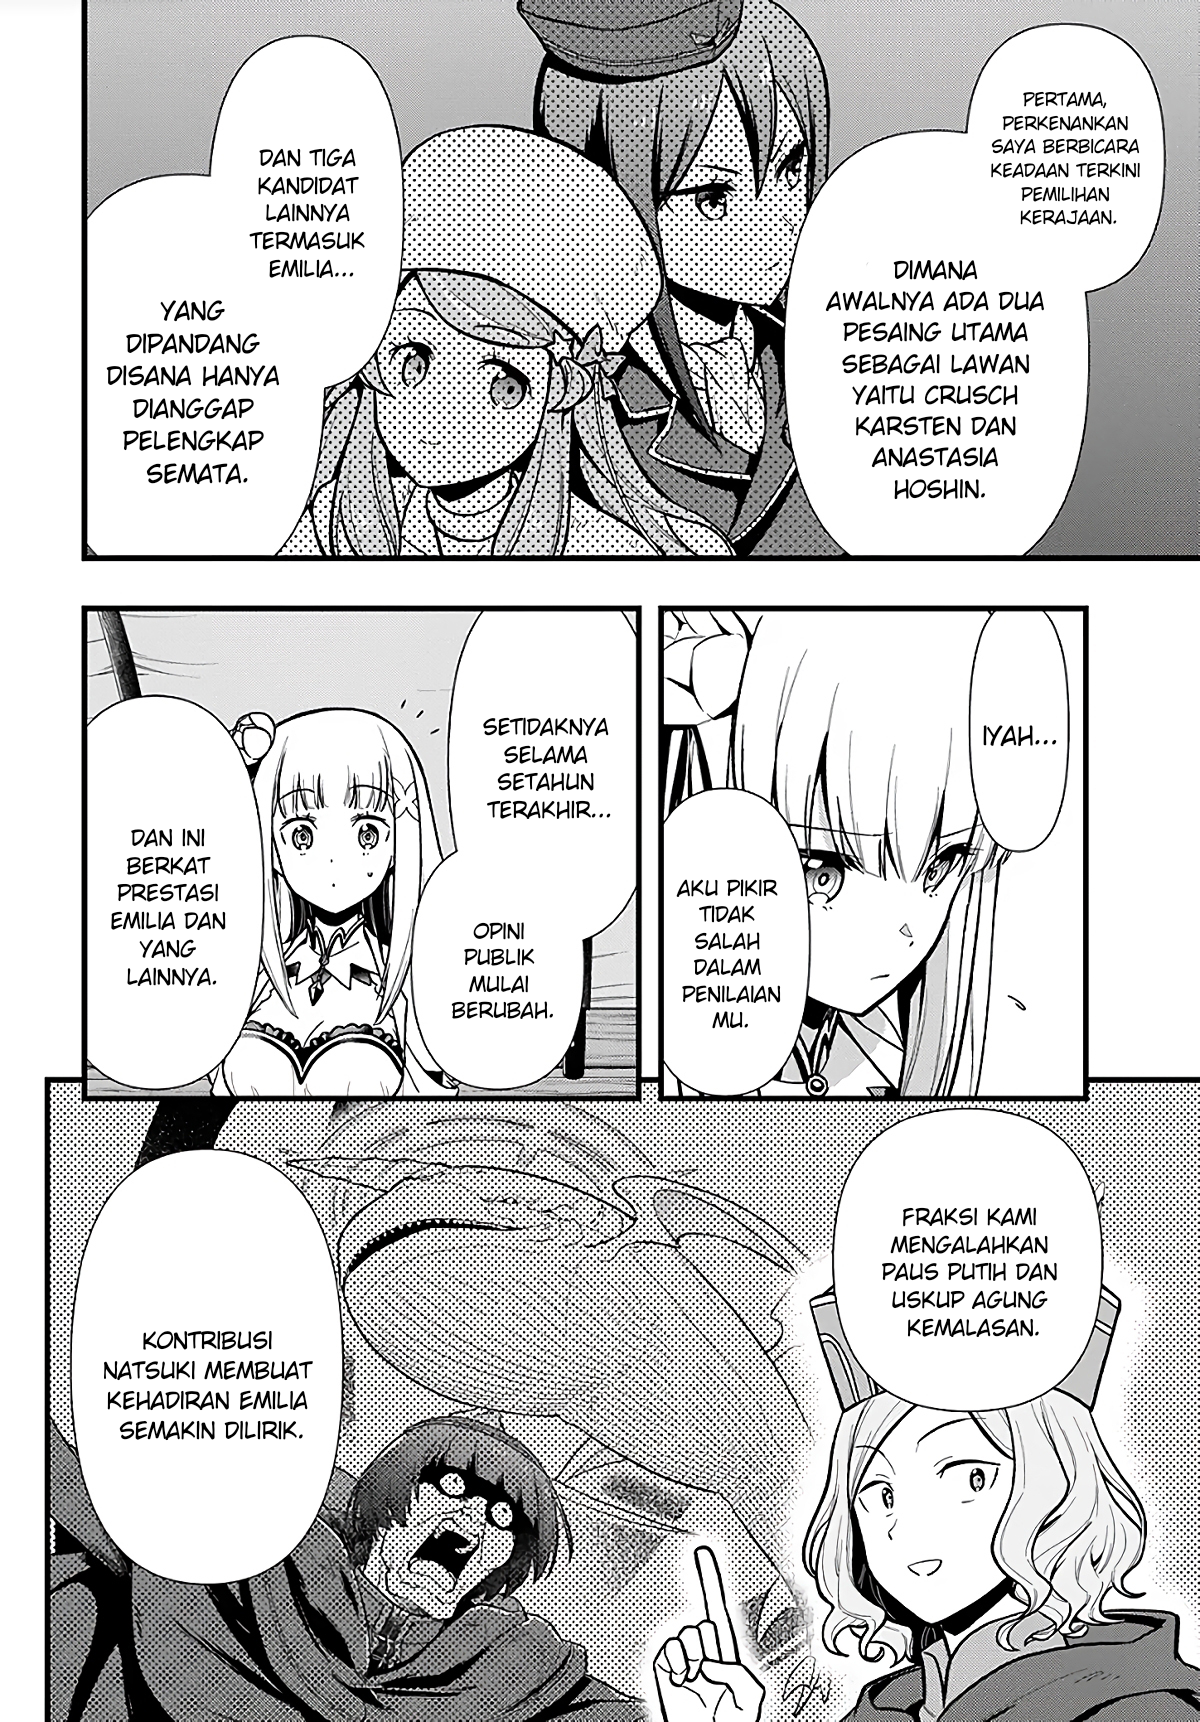 PERTAMA,
PERKENANKAN
SAYA BERBICARA
KEADAAN TERKINI
PEMILIHAN
KERAJAAN.
DIMANA
AWALNYA ADA DUA
PESAING UTAMA
SEBAGAI LAWAN
YAITU CRUSCH
KARSTEN DAN
ANASTASIA
HOSHIN.
DAN TIGA
KANDIDAT
LAINNYA
TERMASUK
EMILIA...
YANG
DIPANDANG
DISANA HANYA
DIANGGAP
PELENGKAP
SEMATA.
IYAH...
AKU PIKIR
TIDAK
SALAH
DALAM
PENILAIAN
MU.
SETIDAKNYA
SELAMA
SETAHUN
TERAKHIR...
OPINI
PUBLIK
MULAI
BERUBAH.
DAN INI
BERKAT
PRESTASI
EMILIA DAN
YANG
LAINNYA.
FRAKSI KAMI
MENGALAHKAN
PAUS PUTIH DAN
USKUP AGUNG
KEMALASAN.
KONTRIBUSI
NATSUKI MEMBUAT
KEHADIRAN EMILIA
SEMAKIN DILIRIK.